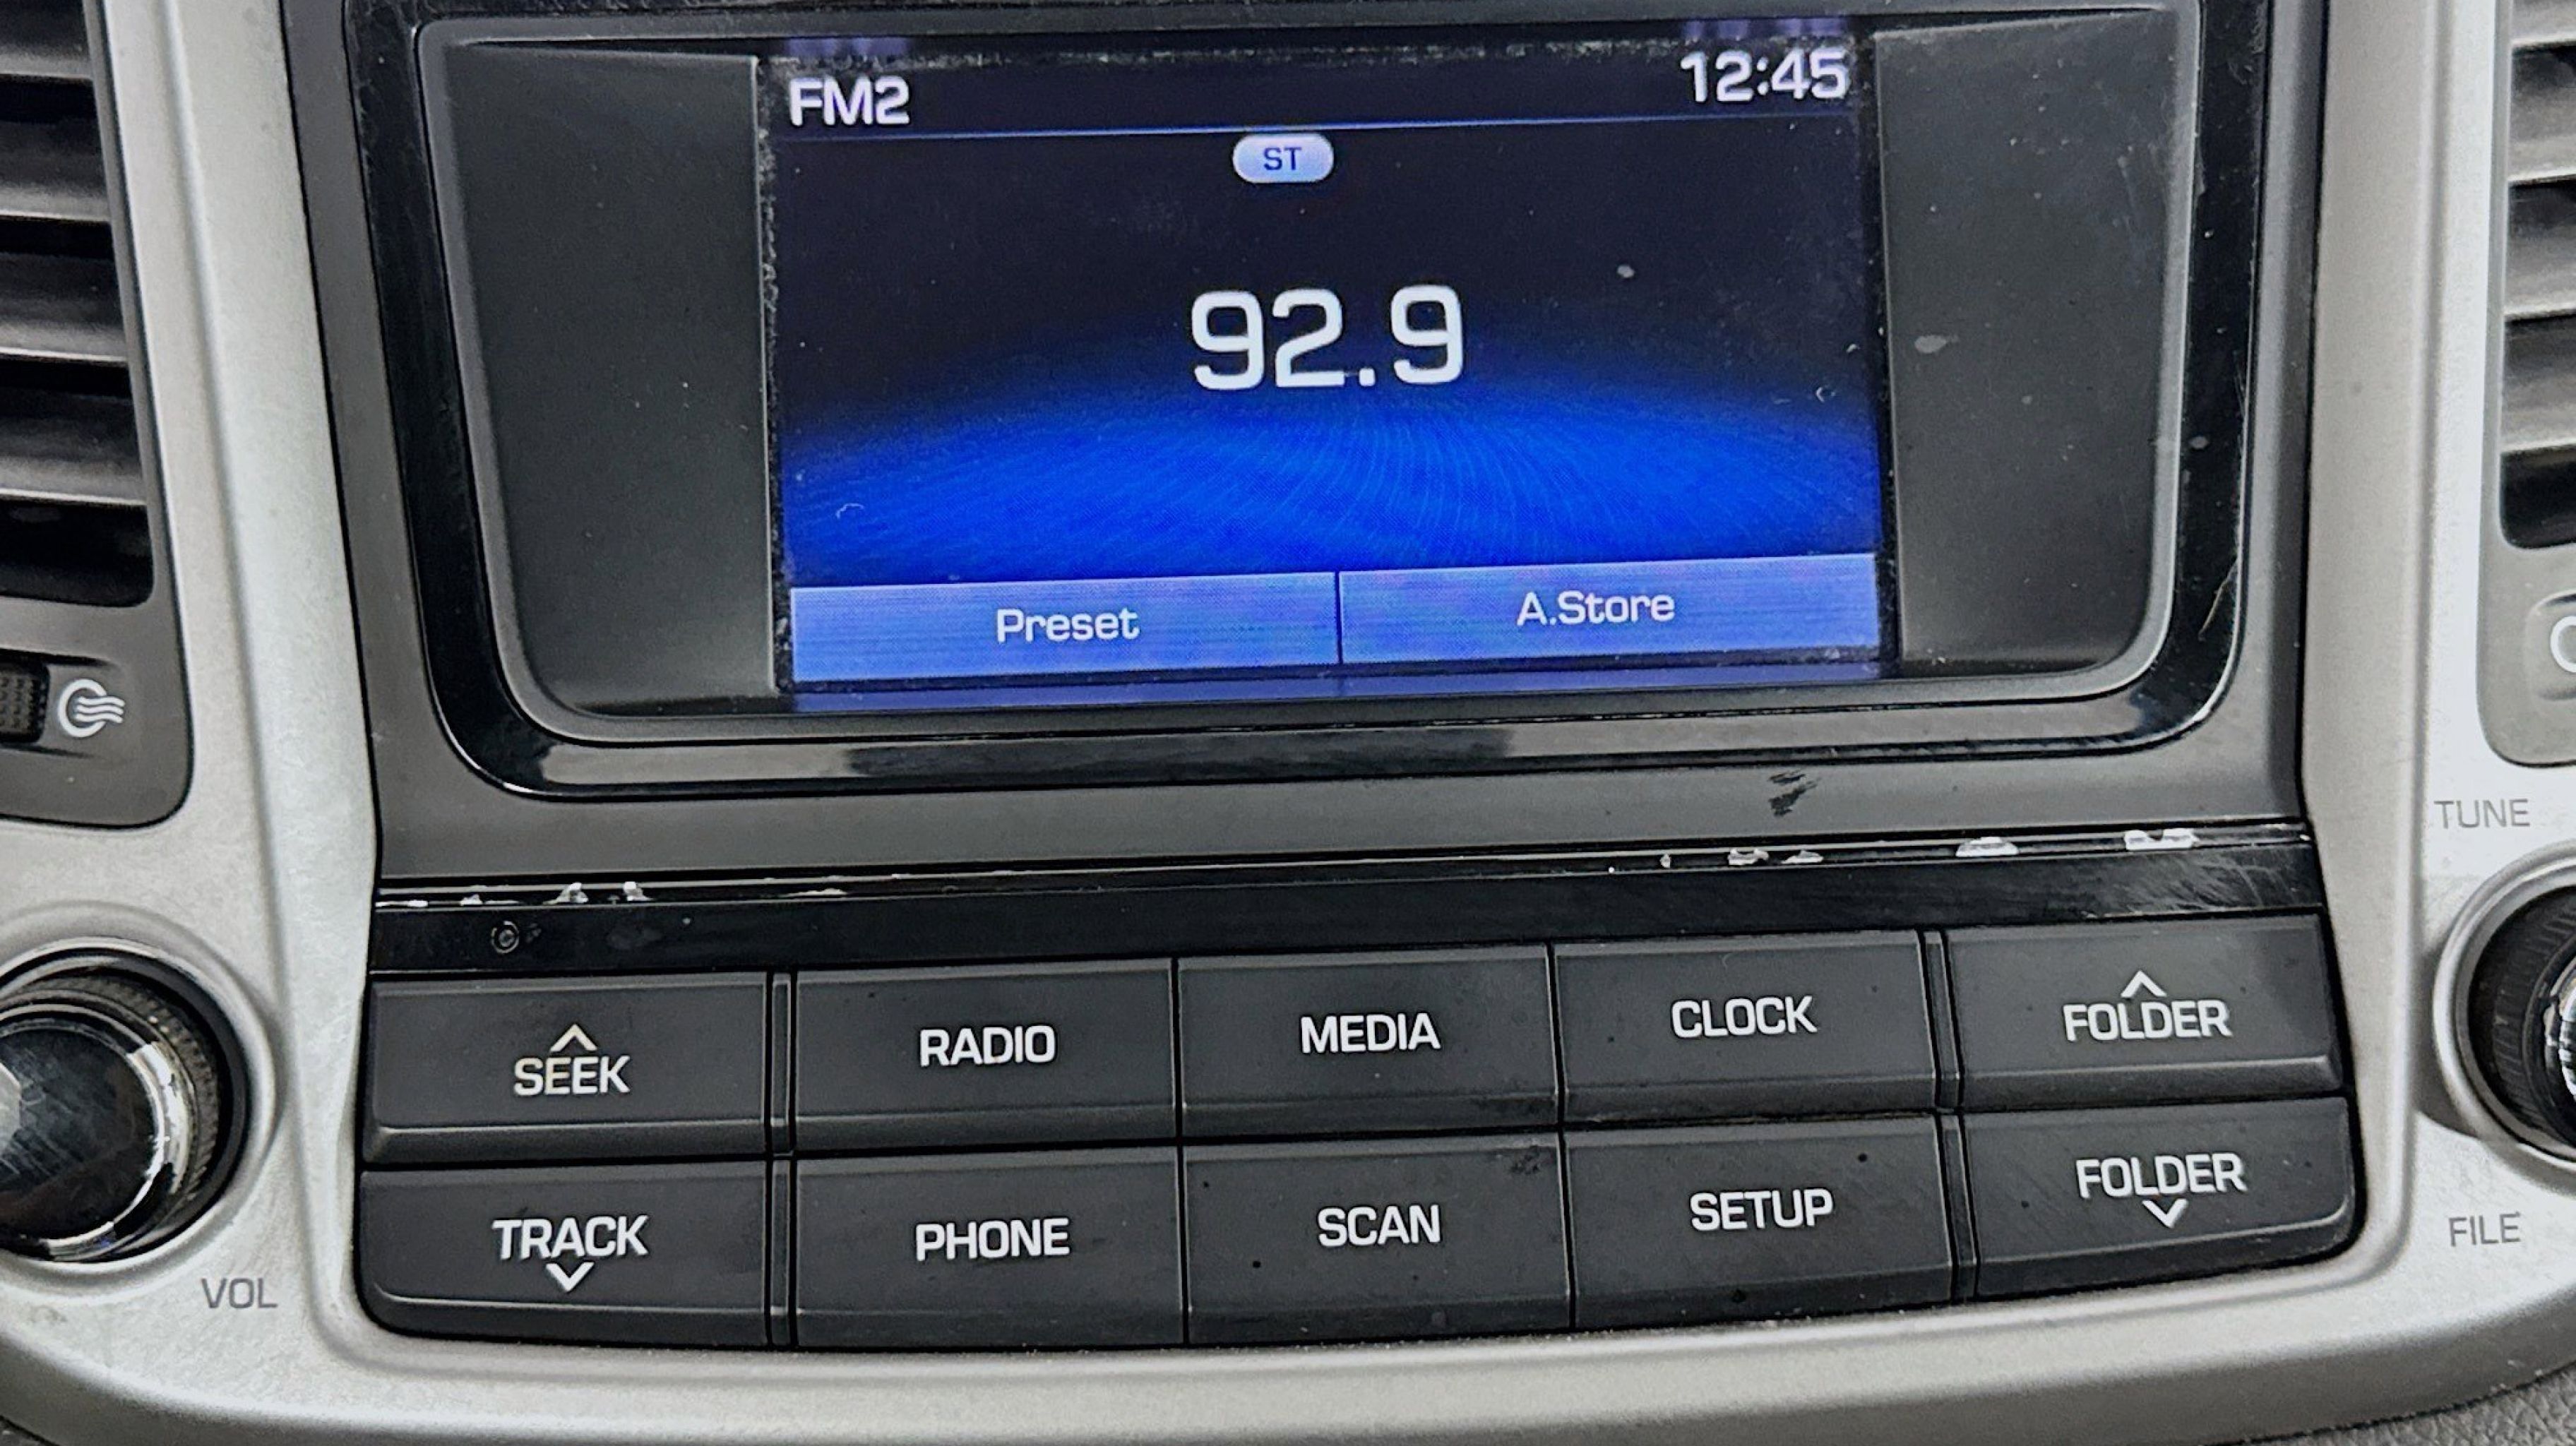 FM2 12:45
ST
92.9
Preset A.Store
TUNE
SEEK RADIO MEDIA CLOCK FOLDER
TRACK PHONE SCAN SETUP FOLDER
VOL FILE